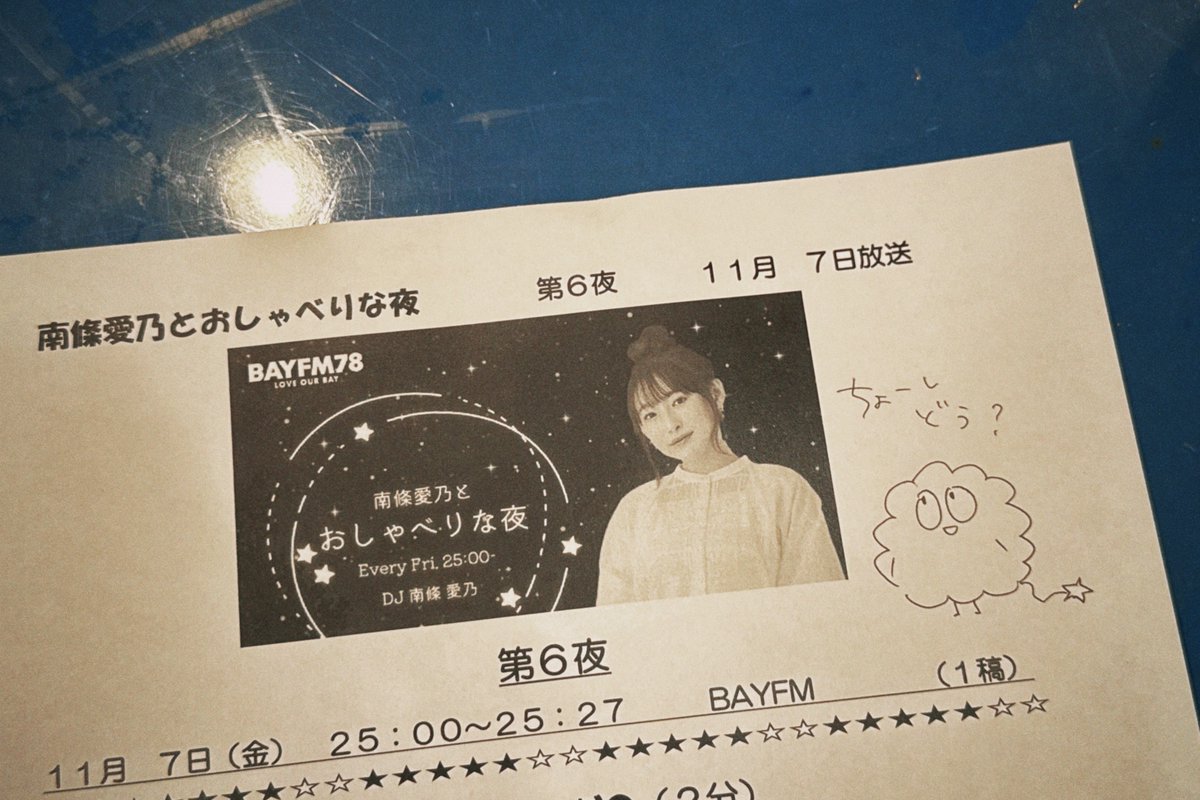 南條愛乃とおしゃべりな夜 第6夜 11月 7日放送
BAYFM78
LOVE OUR BAY
南條愛乃と
おしゃべりな夜
Every Fri. 25:00-
DJ 南條 愛乃
ちょーし
どう?
第6夜
11月 7日(金) 25:00~25:27 BAYFM (1稿)
★★★★☆☆★★★★★☆☆★★★★★☆☆★★★★★☆☆
(2分)